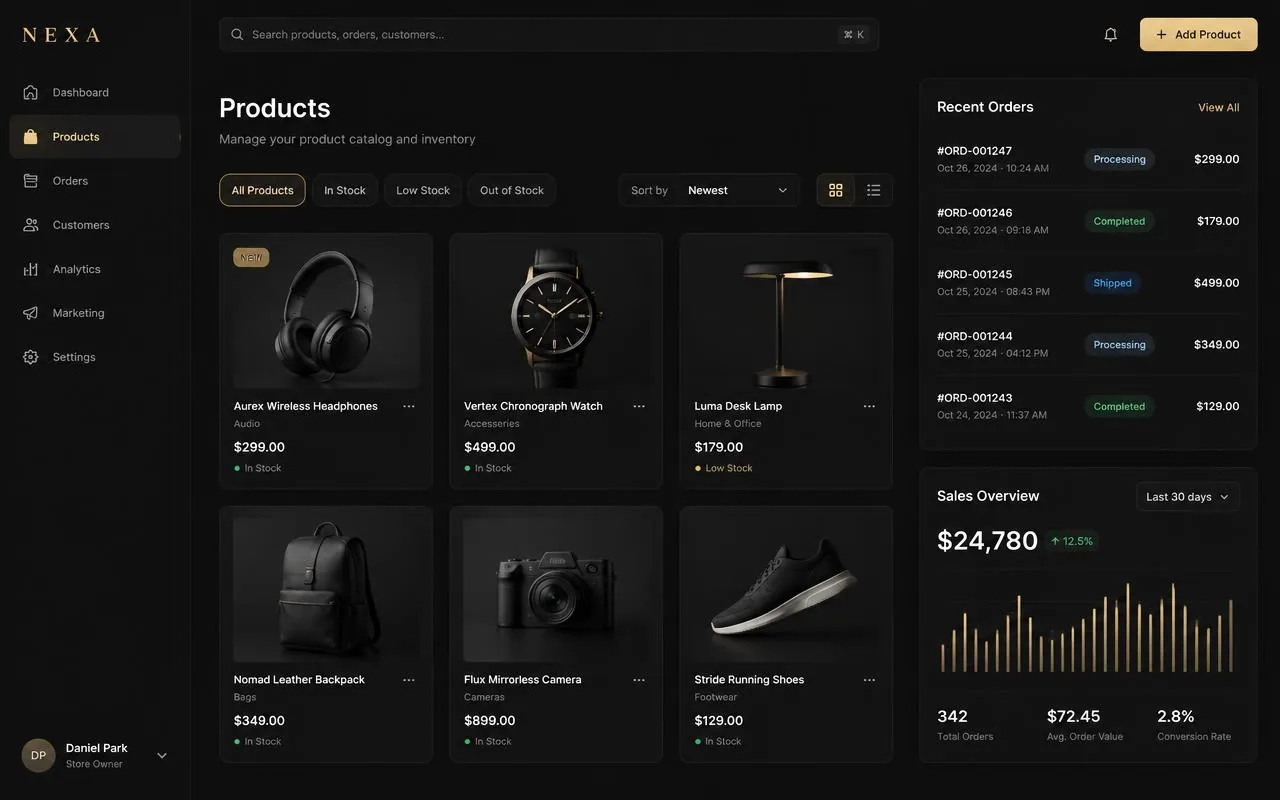 NEXA
Search products, orders, customers...
⌘ K
+ Add Product
Dashboard
Products
Orders
Customers
Analytics
Marketing
Settings
Daniel Park
DP
Store Owner
Products
Manage your product catalog and inventory
All Products
In Stock
Low Stock
Out of Stock
Sort by
Newest
NEW
Aurex Wireless Headphones
Audio
$299.00
In Stock
Vertex Chronograph Watch
Accesseries
$499.00
In Stock
Luma Desk Lamp
Home & Office
$179.00
Low Stock
Nomad Leather Backpack
Bags
$349.00
In Stock
Flux Mirrorless Camera
Cameras
$899.00
In Stock
Stride Running Shoes
Footwear
$129.00
In Stock
Recent Orders
View All
#ORD-001247
Oct 26, 2024 · 10:24 AM
Processing
$299.00
#ORD-001246
Oct 26, 2024 · 09:18 AM
Completed
$179.00
#ORD-001245
Oct 25, 2024 · 08:43 PM
Shipped
$499.00
#ORD-001244
Oct 25, 2024 · 04:12 PM
Processing
$349.00
#ORD-001243
Oct 24, 2024 · 11:37 AM
Completed
$129.00
Sales Overview
Last 30 days
$24,780
↑ 12.5%
342
Total Orders
$72.45
Avg. Order Value
2.8%
Conversion Rate